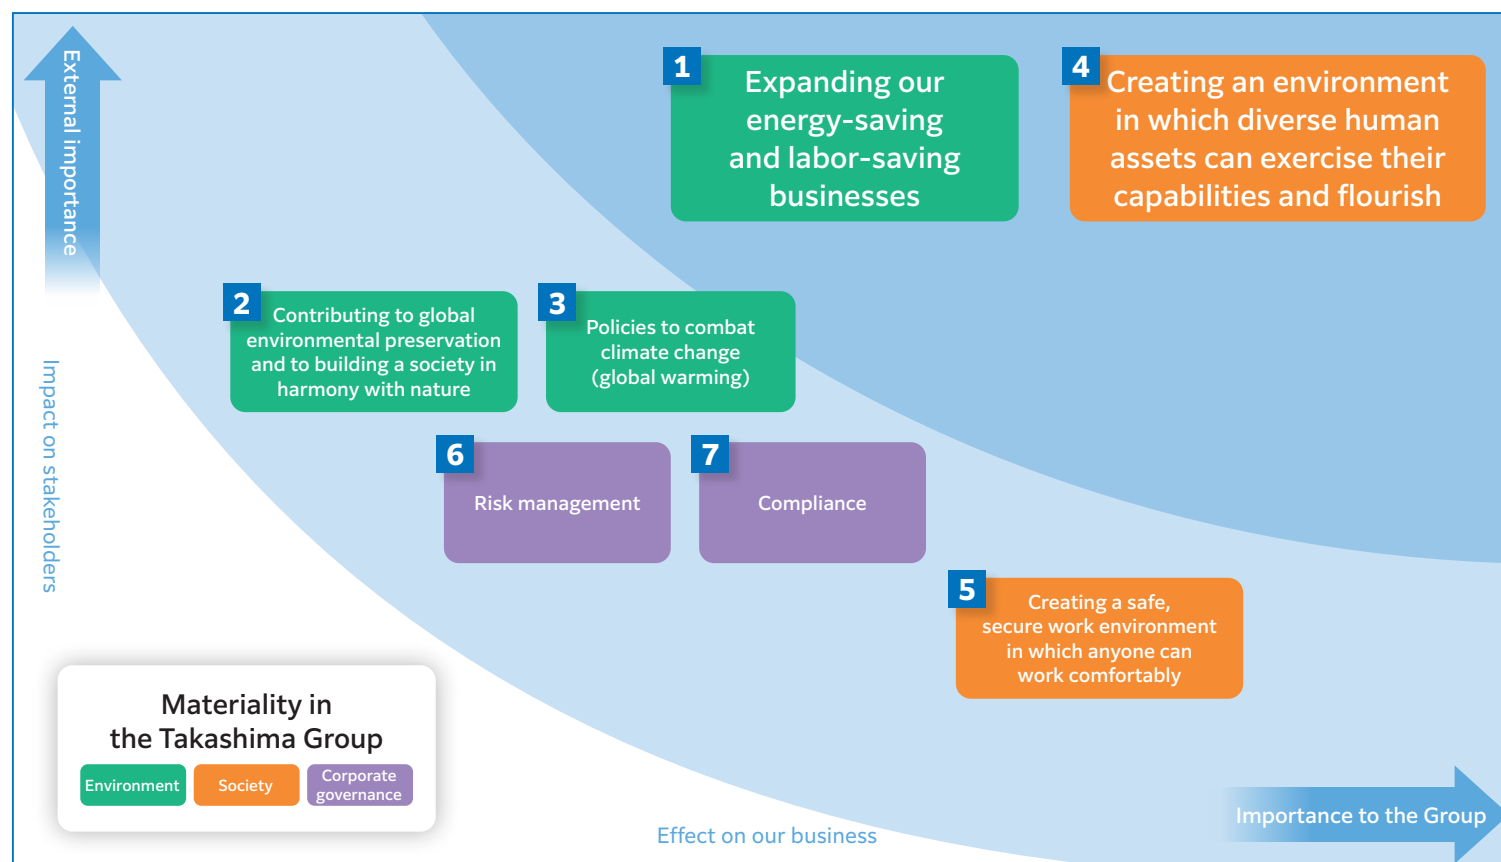 External importance
Impact on stakeholders
1
Expanding our
energy-saving
and labor-saving
businesses
4
Creating an environment
in which diverse human
assets can exercise their
capabilities and flourish
2
Contributing to global
environmental preservation
and to building a society in
harmony with nature
3
Policies to combat
climate change
(global warming)
6
Risk management
7
Compliance
5
Creating a safe,
secure work environment
in which anyone can
work comfortably
Materiality in
the Takashima Group
Environment
Society
Corporate
governance
Effect on our business
Importance to the Group